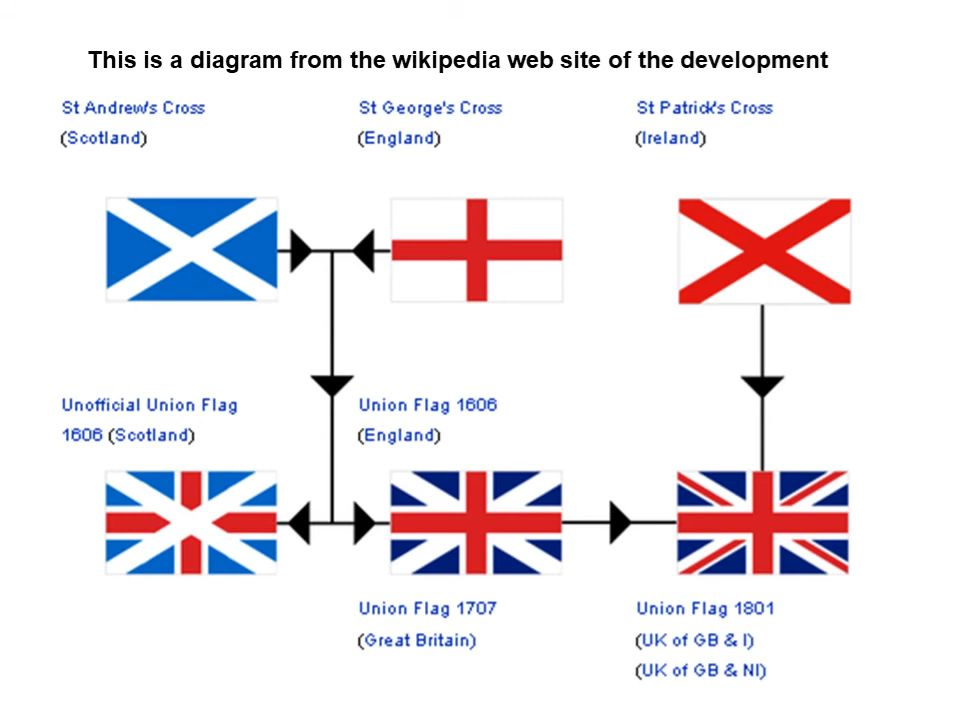 This is a diagram from the wikipedia web site of the development
St Andrew's Cross
(Scotland)
St George's Cross
(England)
St Patrick's Cross
(Ireland)
Unofficial Union Flag
1606 (Scotland)
Union Flag 1606
(England)
Union Flag 1707
(Great Britain)
Union Flag 1801
(UK of GB & I)
(UK of GB & NI)